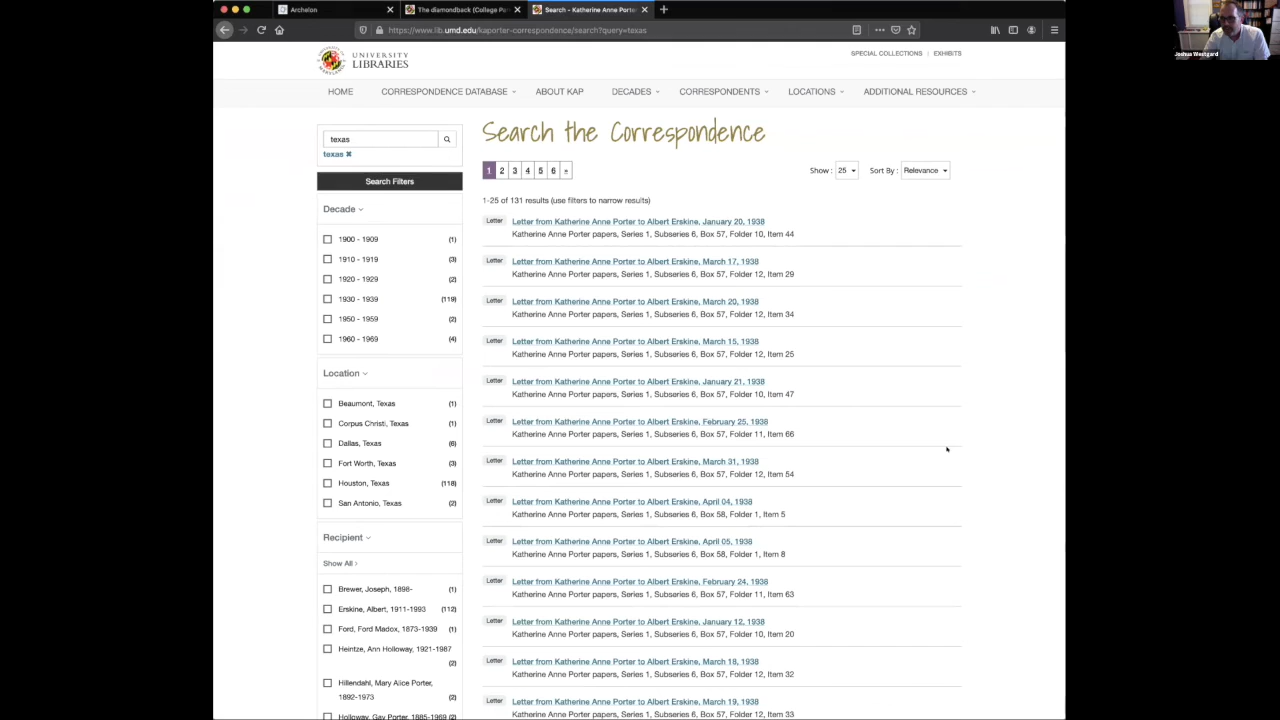 Archelon
The diamondback (College Par
Search - Katherine Anne Porter
https://www.lib.umd.edu/kaporter-correspondence/search?query=texas
Joshua Westgard
UNIVERSITY
LIBRARIES
SPECIAL COLLECTIONS
EXHIBITS
HOME
CORRESPONDENCE DATABASE
ABOUT KAP
DECADES
CORRESPONDENTS
LOCATIONS
ADDITIONAL RESOURCES
texas
texas ✖
Search Filters
Decade
1900 - 1909 (1)
1910 - 1919 (3)
1920 - 1929 (2)
1930 - 1939 (119)
1950 - 1959 (2)
1960 - 1969 (4)
Location
Beaumont, Texas (1)
Corpus Christi, Texas (1)
Dallas, Texas (6)
Fort Worth, Texas (3)
Houston, Texas (118)
San Antonio, Texas (2)
Recipient
Show All ›
Brewer, Joseph, 1898- (1)
Erskine, Albert, 1911-1993 (112)
Ford, Ford Madox, 1873-1939 (1)
Heintze, Ann Holloway, 1921-1987
(2)
Hillendahl, Mary Alice Porter,
1892-1973 (2)
Holloway, Gay Porter, 1885-1969 (2)
Search the Correspondence
1 2 3 4 5 6 »
Show : 25
Sort By : Relevance
1-25 of 131 results (use filters to narrow results)
Letter Letter from Katherine Anne Porter to Albert Erskine, January 20, 1938
Katherine Anne Porter papers, Series 1, Subseries 6, Box 57, Folder 10, Item 44
Letter Letter from Katherine Anne Porter to Albert Erskine, March 17, 1938
Katherine Anne Porter papers, Series 1, Subseries 6, Box 57, Folder 12, Item 29
Letter Letter from Katherine Anne Porter to Albert Erskine, March 20, 1938
Katherine Anne Porter papers, Series 1, Subseries 6, Box 57, Folder 12, Item 34
Letter Letter from Katherine Anne Porter to Albert Erskine, March 15, 1938
Katherine Anne Porter papers, Series 1, Subseries 6, Box 57, Folder 12, Item 25
Letter Letter from Katherine Anne Porter to Albert Erskine, January 21, 1938
Katherine Anne Porter papers, Series 1, Subseries 6, Box 57, Folder 10, Item 47
Letter Letter from Katherine Anne Porter to Albert Erskine, February 25, 1938
Katherine Anne Porter papers, Series 1, Subseries 6, Box 57, Folder 11, Item 66
Letter Letter from Katherine Anne Porter to Albert Erskine, March 31, 1938
Katherine Anne Porter papers, Series 1, Subseries 6, Box 57, Folder 12, Item 54
Letter Letter from Katherine Anne Porter to Albert Erskine, April 04, 1938
Katherine Anne Porter papers, Series 1, Subseries 6, Box 58, Folder 1, Item 5
Letter Letter from Katherine Anne Porter to Albert Erskine, April 05, 1938
Katherine Anne Porter papers, Series 1, Subseries 6, Box 58, Folder 1, Item 8
Letter Letter from Katherine Anne Porter to Albert Erskine, February 24, 1938
Katherine Anne Porter papers, Series 1, Subseries 6, Box 57, Folder 11, Item 63
Letter Letter from Katherine Anne Porter to Albert Erskine, January 12, 1938
Katherine Anne Porter papers, Series 1, Subseries 6, Box 57, Folder 10, Item 20
Letter Letter from Katherine Anne Porter to Albert Erskine, March 18, 1938
Katherine Anne Porter papers, Series 1, Subseries 6, Box 57, Folder 12, Item 32
Letter Letter from Katherine Anne Porter to Albert Erskine, March 19, 1938
Katherine Anne Porter papers, Series 1, Subseries 6, Box 57, Folder 12, Item 33